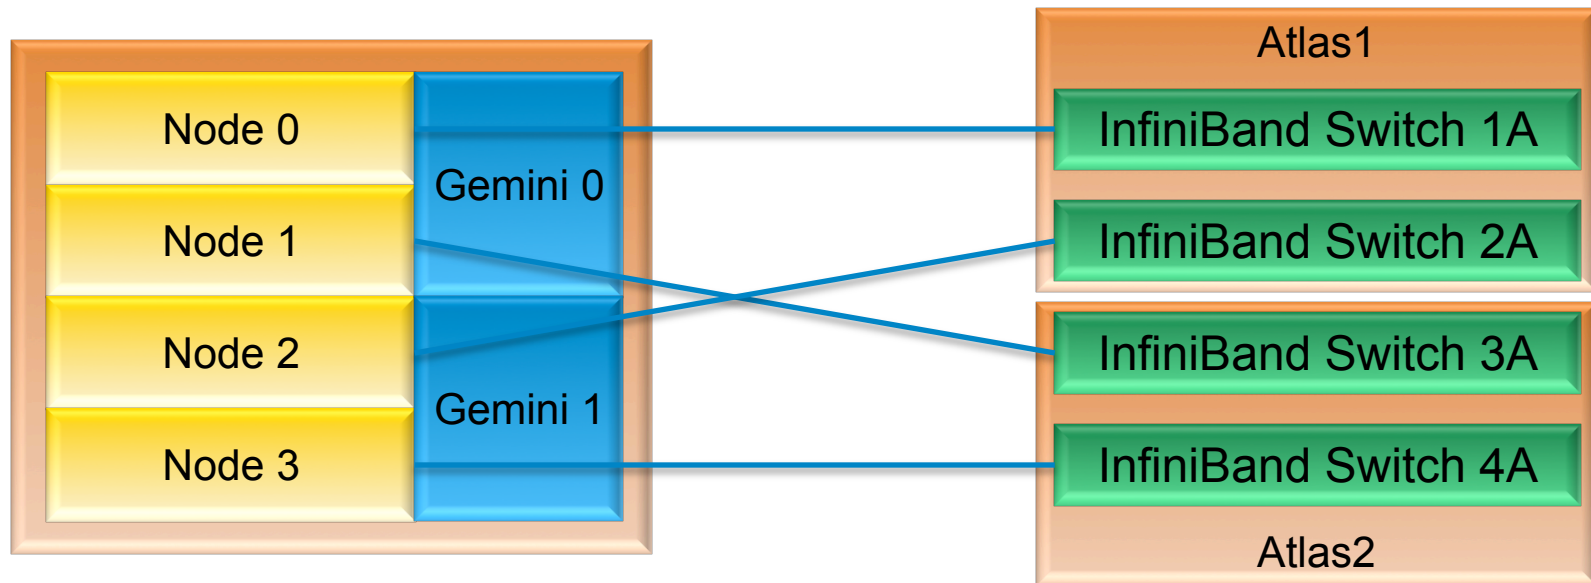 Node 0
Node 1
Node 2
Node 3
Gemini 0
Gemini 1
Atlas1
InfiniBand Switch 1A
InfiniBand Switch 2A
InfiniBand Switch 3A
InfiniBand Switch 4A
Atlas2